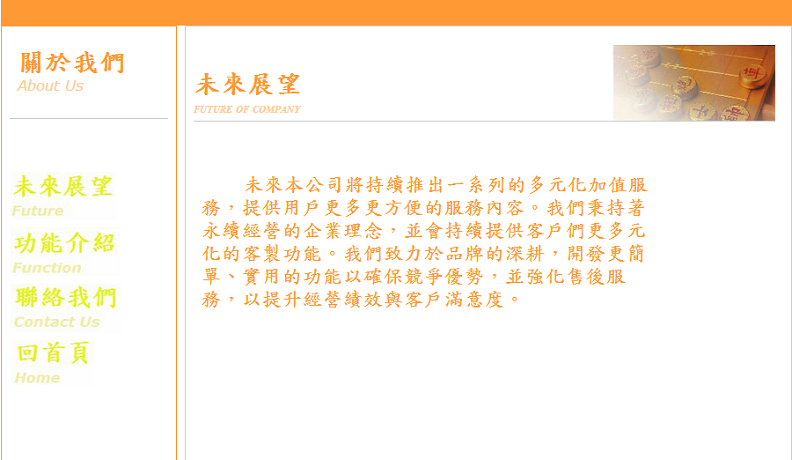 關於我們
About Us
未來展望
Future
功能介紹
Function
聯絡我們
Contact Us
回首頁
Home
未來展望
FUTURE OF COMPANY
未來本公司將持續推出一系列的多元化加值服
務，提供用戶更多更方便的服務內容。我們秉持著
永續經營的企業理念，並會持續提供客戶們更多元
化的客製功能。我們致力於品牌的深耕，開發更簡
單、實用的功能以確保競爭優勢，並強化售後服
務，以提升經營績效與客戶滿意度。